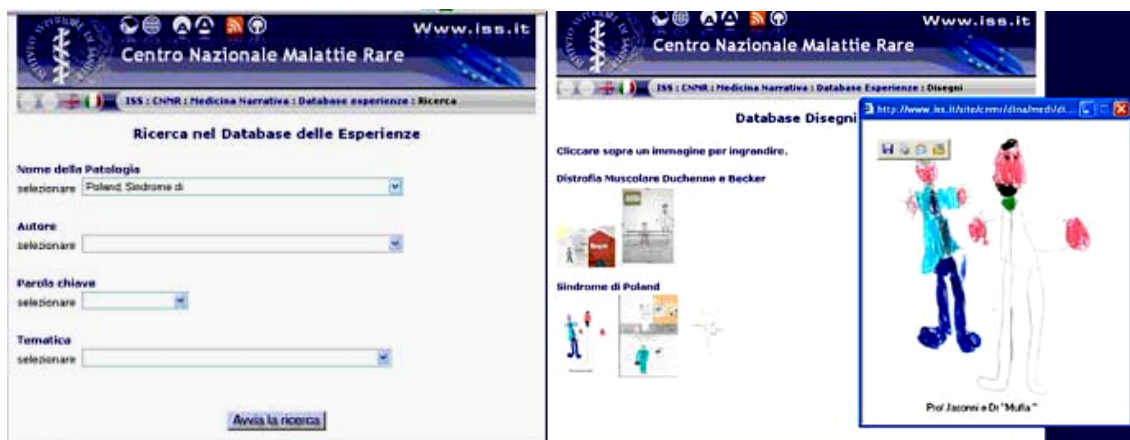 Www.iss.it
Centro Nazionale Malattie Rare
ISS : CNMR : Medicina Narrativa : Database esperienze : Ricerca
Ricerca nel Database delle Esperienze
Nome della Patologia
selezionare Poland, Sindrome di
Autore
selezionare
Parola chiave
selezionare
Tematica
selezionare
Avvia la ricerca
Www.iss.it
Centro Nazionale Malattie Rare
ISS : CNMR : Medicina Narrativa : Database Esperienze : Disegni
Database Disegni
Cliccare sopra un immagine per ingrandire.
Distrofia Muscolare Duchenne e Becker
Sindrome di Poland
Prof Jasonni e Dr "Muffa"